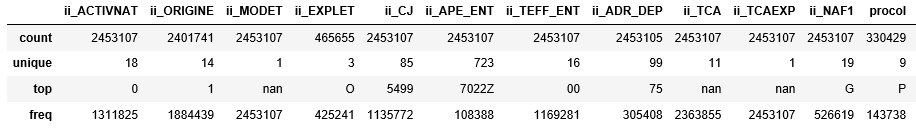 ii_ACTIVNAT ii_ORIGINE ii_MODET ii_EXPLET ii_CJ ii_APE_ENT ii_TEFF_ENT ii_ADR_DEP ii_TCA ii_TCAEXP ii_NAF1 procol
count 2453107 2401741 2453107 465655 2453107 2453107 2453107 2453105 2453107 2453107 2453107 330429
unique 18 14 1 3 85 723 16 99 11 1 19 9
top 0 1 nan O 5499 7022Z 00 75 nan nan G P
freq 1311825 1884439 2453107 425241 1135772 108388 1169281 305408 2363855 2453107 526619 143738